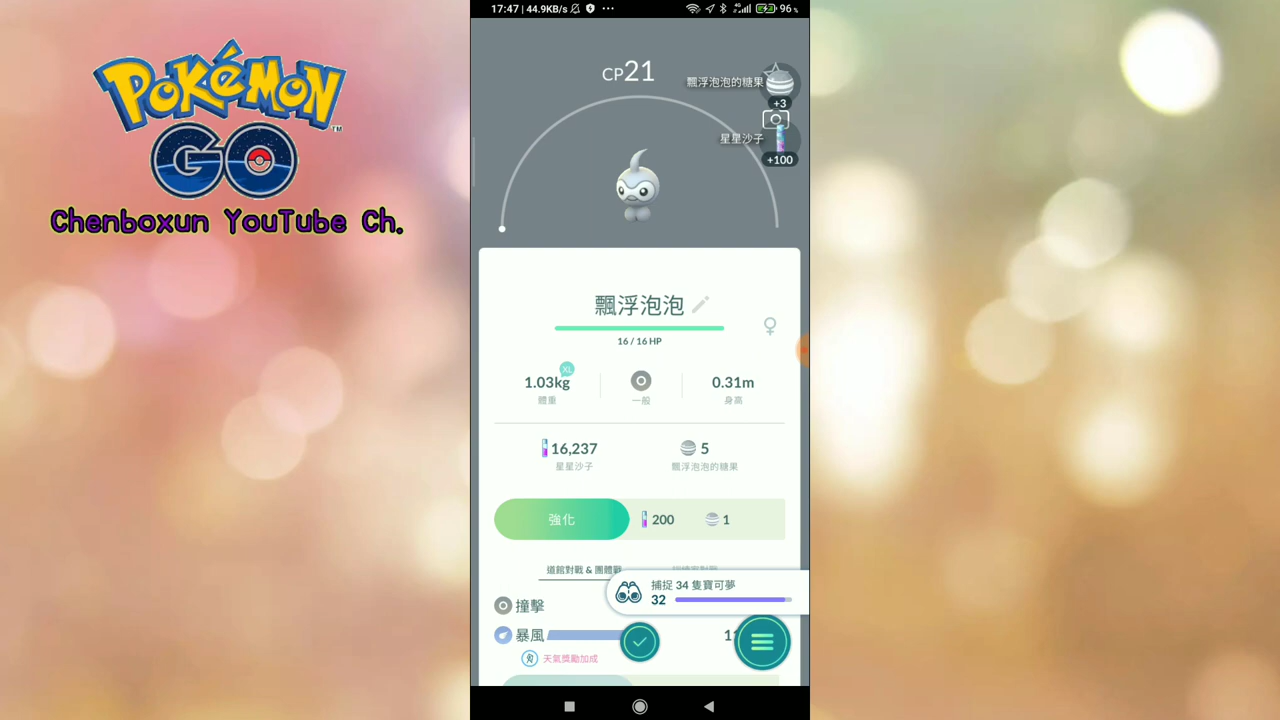 17:47 | 44.9KB/s ...
4G
96 %
POKÉMON
TM
GO
Chenboxun YouTube Ch.
CP21
飄浮泡泡的糖果
+3
星星沙子
+100
飄浮泡泡
16 / 16 HP
XL
1.03kg
0.31m
體重
一般
身高
16,237
5
星星沙子
飄浮泡泡的糖果
強化
200
1
道館對戰 & 團體戰
捕捉 34 隻寶可夢
32
撞擊
暴風
天氣獎勵加成